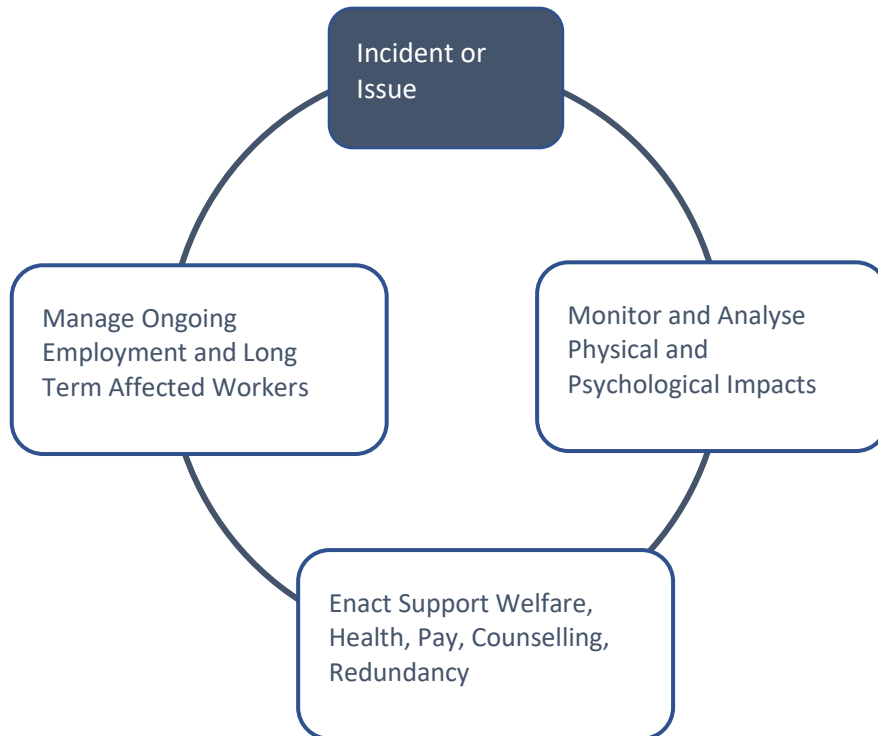 Incident or
Issue
Monitor and Analyse
Physical and
Psychological Impacts
Enact Support Welfare,
Health, Pay, Counselling,
Redundancy
Manage Ongoing
Employment and Long
Term Affected Workers